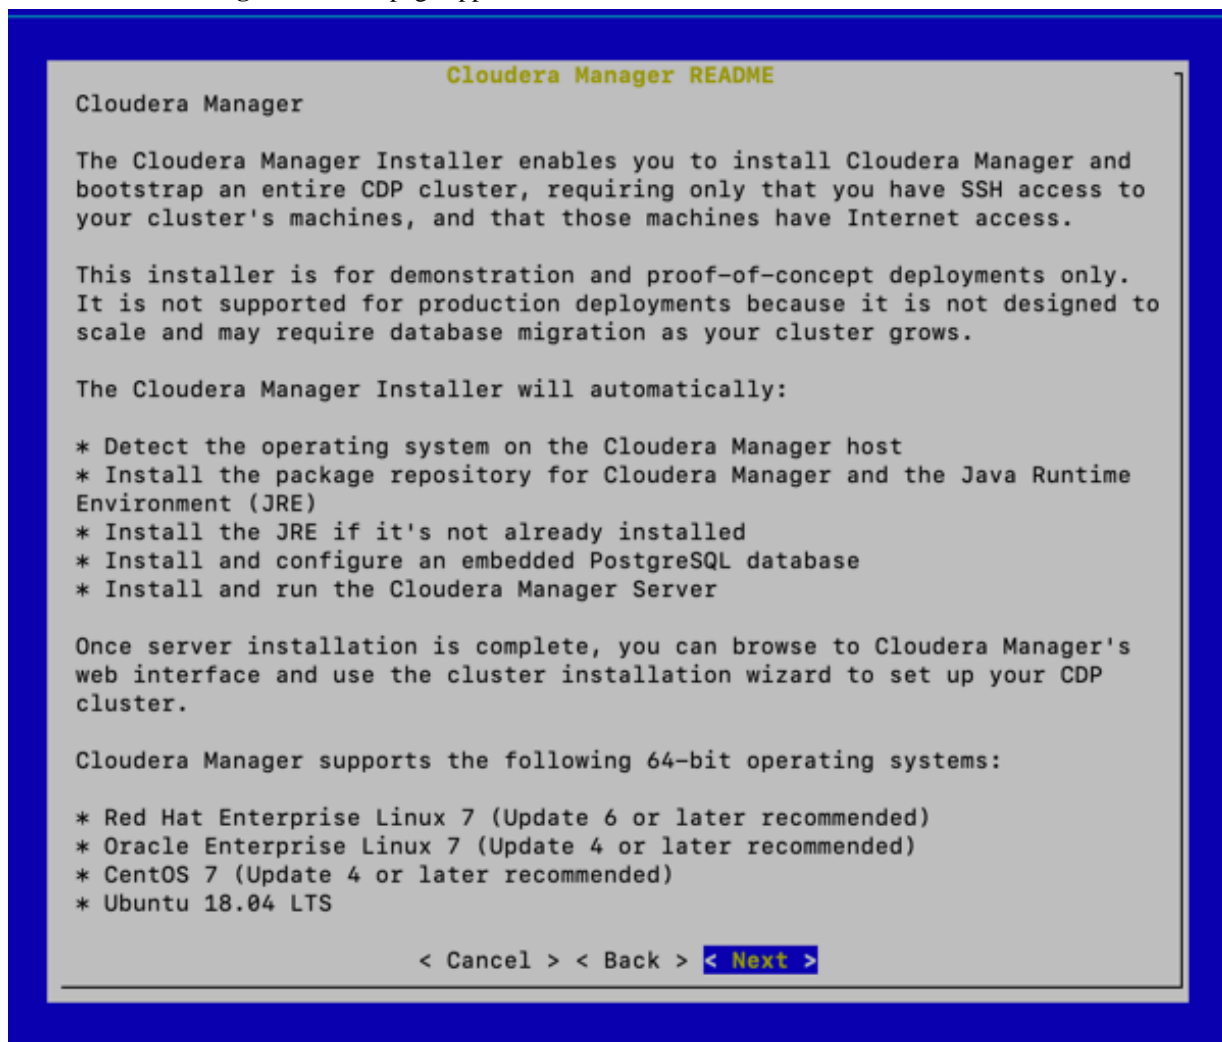 Cloudera Manager README
Cloudera Manager
The Cloudera Manager Installer enables you to install Cloudera Manager and
bootstrap an entire CDP cluster, requiring only that you have SSH access to
your cluster's machines, and that those machines have Internet access.
This installer is for demonstration and proof-of-concept deployments only.
It is not supported for production deployments because it is not designed to
scale and may require database migration as your cluster grows.
The Cloudera Manager Installer will automatically:
* Detect the operating system on the Cloudera Manager host
* Install the package repository for Cloudera Manager and the Java Runtime
Environment (JRE)
* Install the JRE if it's not already installed
* Install and configure an embedded PostgreSQL database
* Install and run the Cloudera Manager Server
Once server installation is complete, you can browse to Cloudera Manager's
web interface and use the cluster installation wizard to set up your CDP
cluster.
Cloudera Manager supports the following 64-bit operating systems:
* Red Hat Enterprise Linux 7 (Update 6 or later recommended)
* Oracle Enterprise Linux 7 (Update 4 or later recommended)
* CentOS 7 (Update 4 or later recommended)
* Ubuntu 18.04 LTS
< Cancel > < Back > < Next >